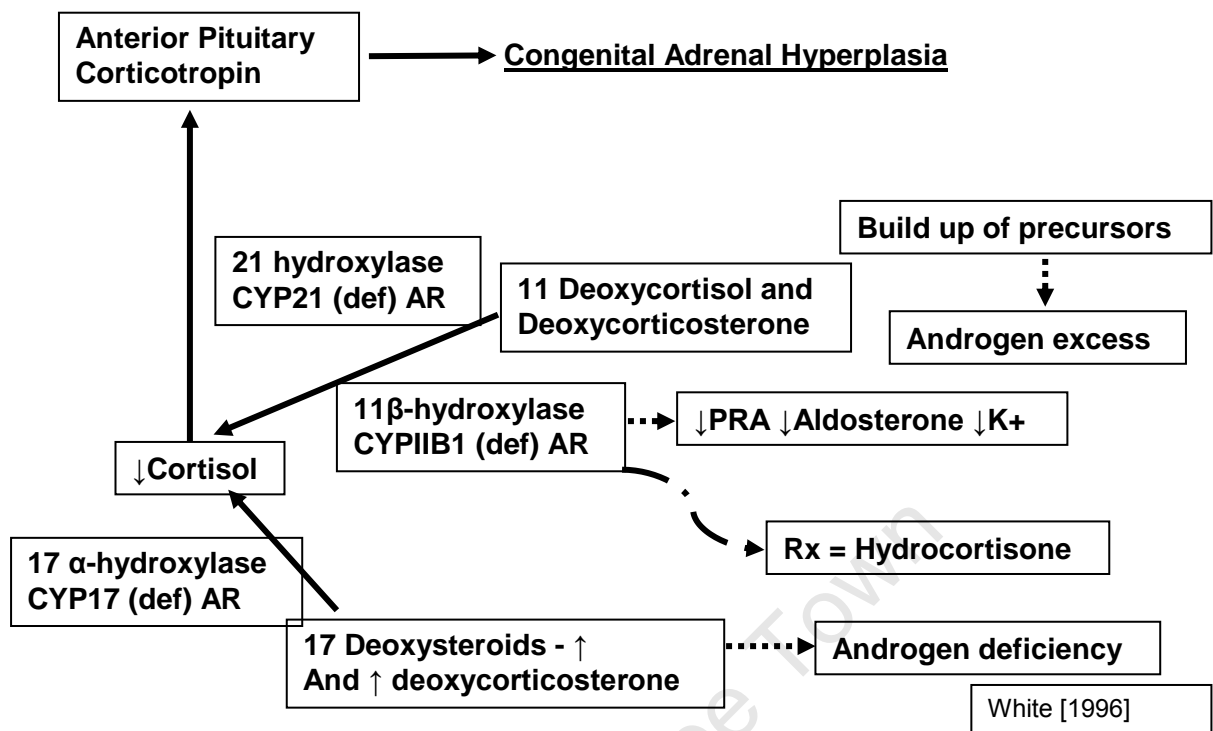 Anterior Pituitary
Corticotropin
Congenital Adrenal Hyperplasia
Build up of precursors
21 hydroxylase
CYP21 (def) AR
11 Deoxycortisol and
Deoxycorticosterone
Androgen excess
11β-hydroxylase
CYPIIB1 (def) AR
↓PRA ↓Aldosterone ↓K+
↓Cortisol
Rx = Hydrocortisone
17 α-hydroxylase
CYP17 (def) AR
17 Deoxysteroids - ↑
And ↑ deoxycorticosterone
Androgen deficiency
White [1996]
Town